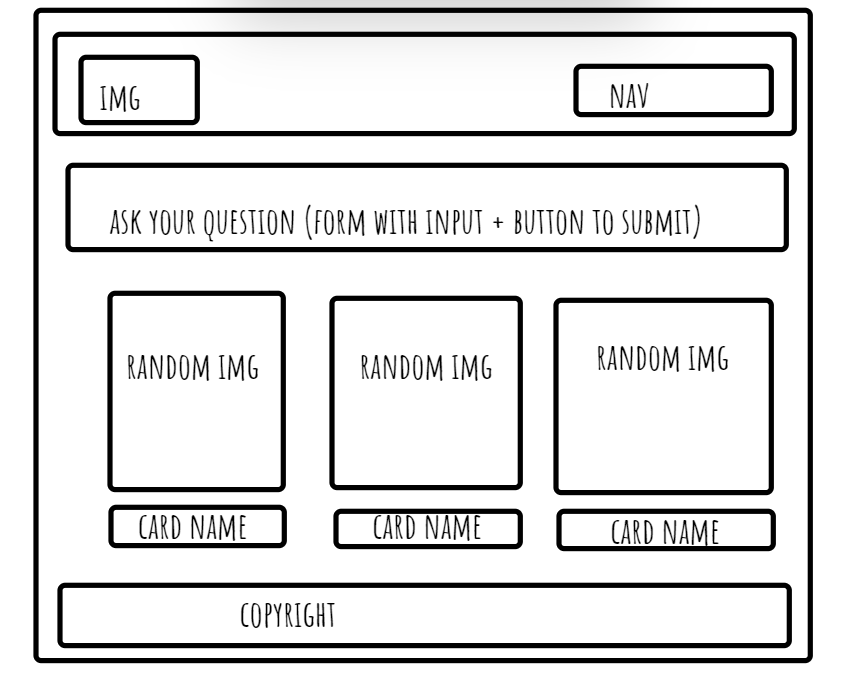 IMG
NAV
ASK YOUR QUESTION (FORM WITH INPUT + BUTTON TO SUBMIT)
RANDOM IMG
RANDOM IMG
RANDOM IMG
CARD NAME
CARD NAME
CARD NAME
COPYRIGHT